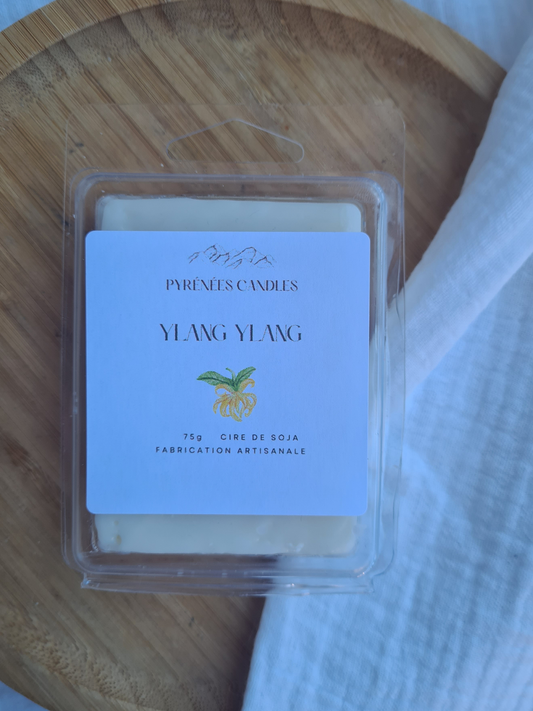 PYRÉNÉES CANDLES
YLANG YLANG
75g CIRE DE SOJA
FABRICATION ARTISANALE